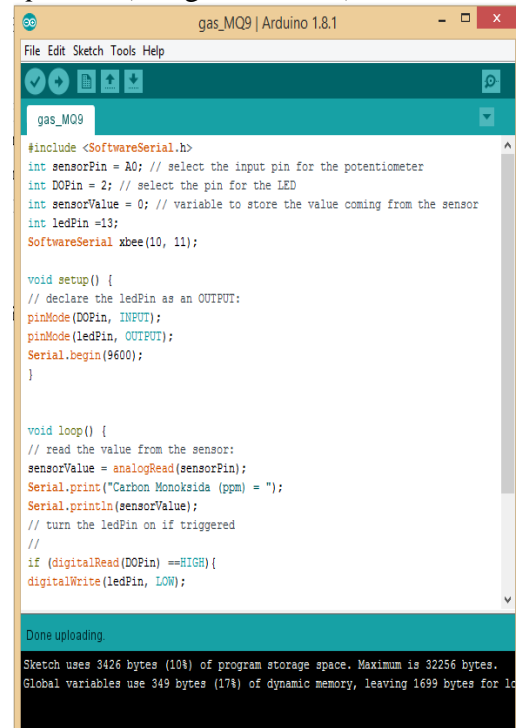 gas_MQ9 | Arduino 1.8.1
File Edit Sketch Tools Help
gas_MQ9
#include <SoftwareSerial.h>
int sensorPin = A0; // select the input pin for the potentiometer
int DOPin = 2; // select the pin for the LED
int sensorValue = 0; // variable to store the value coming from the sensor
int ledPin =13;
SoftwareSerial xbee(10, 11);
void setup() {
// declare the ledPin as an OUTPUT:
pinMode(DOPin, INPUT);
pinMode(ledPin, OUTPUT);
Serial.begin(9600);
}
void loop() {
// read the value from the sensor:
sensorValue = analogRead(sensorPin);
Serial.print("Carbon Monoksida (ppm) = ");
Serial.println(sensorValue);
// turn the ledPin on if triggered
//
if (digitalRead(DOPin) ==HIGH){
digitalWrite(ledPin, LOW);
Done uploading.
Sketch uses 3426 bytes (10%) of program storage space. Maximum is 32256 bytes.
Global variables use 349 bytes (17%) of dynamic memory, leaving 1699 bytes for